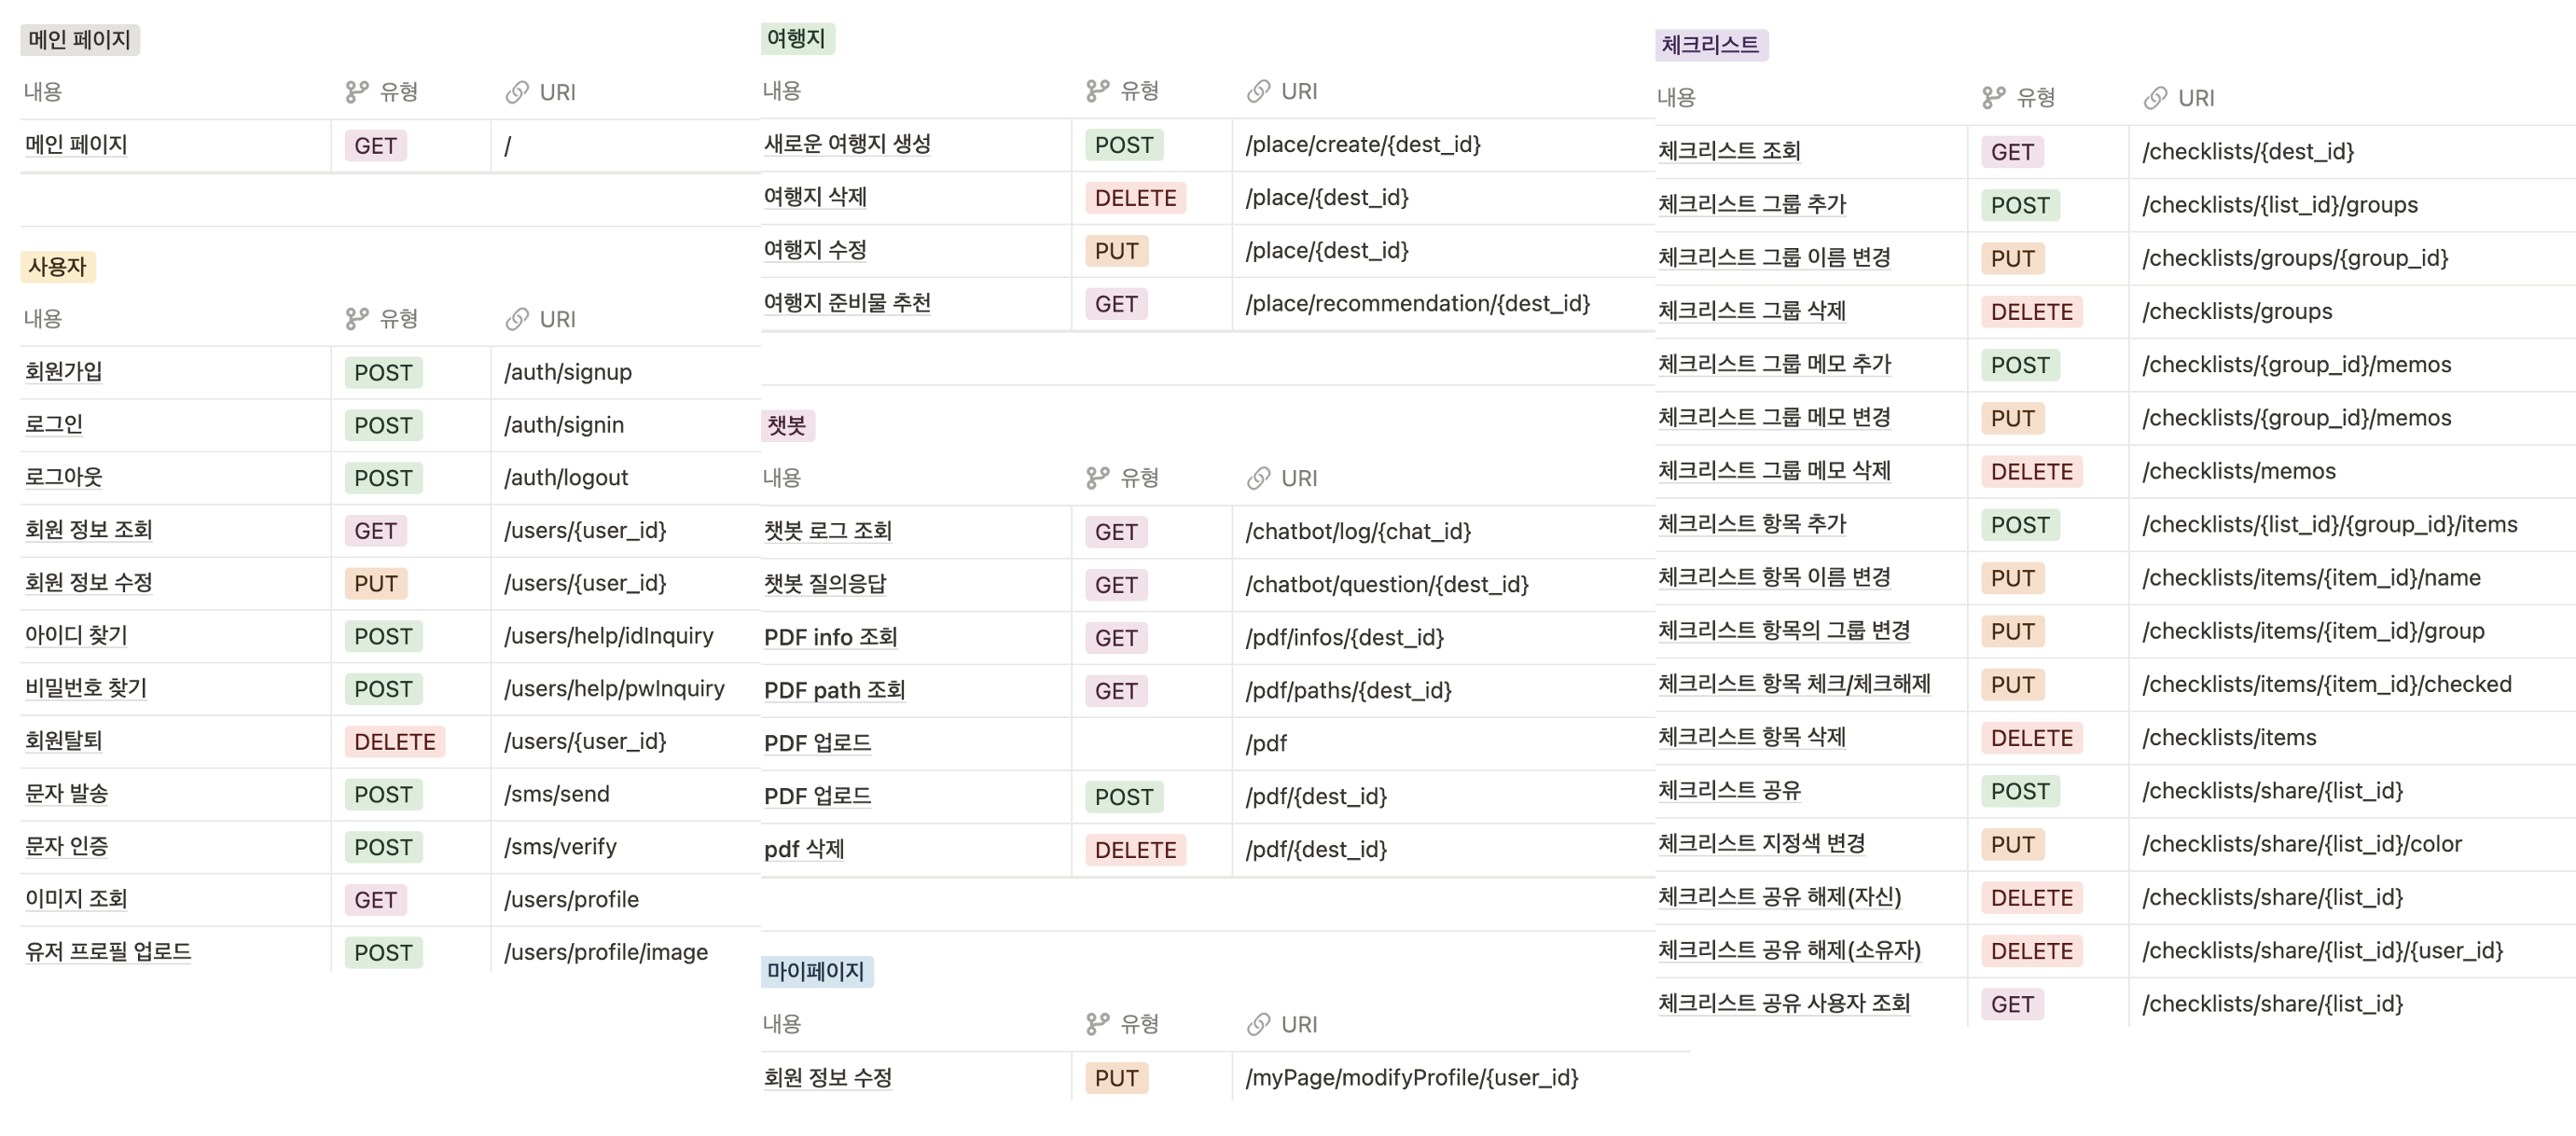 메인 페이지
내용 유형 URI
메인 페이지 GET /
사용자
내용 유형 URI
회원가입 POST /auth/signup
로그인 POST /auth/signin
로그아웃 POST /auth/logout
회원 정보 조회 GET /users/{user_id}
회원 정보 수정 PUT /users/{user_id}
아이디 찾기 POST /users/help/idInquiry
비밀번호 찾기 POST /users/help/pwInquiry
회원탈퇴 DELETE /users/{user_id}
문자 발송 POST /sms/send
문자 인증 POST /sms/verify
이미지 조회 GET /users/profile
유저 프로필 업로드 POST /users/profile/image
여행지
내용 유형 URI
새로운 여행지 생성 POST /place/create/{dest_id}
여행지 삭제 DELETE /place/{dest_id}
여행지 수정 PUT /place/{dest_id}
여행지 준비물 추천 GET /place/recommendation/{dest_id}
챗봇
내용 유형 URI
챗봇 로그 조회 GET /chatbot/log/{chat_id}
챗봇 질의응답 GET /chatbot/question/{dest_id}
PDF info 조회 GET /pdf/infos/{dest_id}
PDF path 조회 GET /pdf/paths/{dest_id}
PDF 업로드 /pdf
PDF 업로드 POST /pdf/{dest_id}
pdf 삭제 DELETE /pdf/{dest_id}
마이페이지
내용 유형 URI
회원 정보 수정 PUT /myPage/modifyProfile/{user_id}
체크리스트
내용 유형 URI
체크리스트 조회 GET /checklists/{dest_id}
체크리스트 그룹 추가 POST /checklists/{list_id}/groups
체크리스트 그룹 이름 변경 PUT /checklists/groups/{group_id}
체크리스트 그룹 삭제 DELETE /checklists/groups
체크리스트 그룹 메모 추가 POST /checklists/{group_id}/memos
체크리스트 그룹 메모 변경 PUT /checklists/{group_id}/memos
체크리스트 그룹 메모 삭제 DELETE /checklists/memos
체크리스트 항목 추가 POST /checklists/{list_id}/{group_id}/items
체크리스트 항목 이름 변경 PUT /checklists/items/{item_id}/name
체크리스트 항목의 그룹 변경 PUT /checklists/items/{item_id}/group
체크리스트 항목 체크/체크해제 PUT /checklists/items/{item_id}/checked
체크리스트 항목 삭제 DELETE /checklists/items
체크리스트 공유 POST /checklists/share/{list_id}
체크리스트 지정색 변경 PUT /checklists/share/{list_id}/color
체크리스트 공유 해제(자신) DELETE /checklists/share/{list_id}
체크리스트 공유 해제(소유자) DELETE /checklists/share/{list_id}/{user_id}
체크리스트 공유 사용자 조회 GET /checklists/share/{list_id}